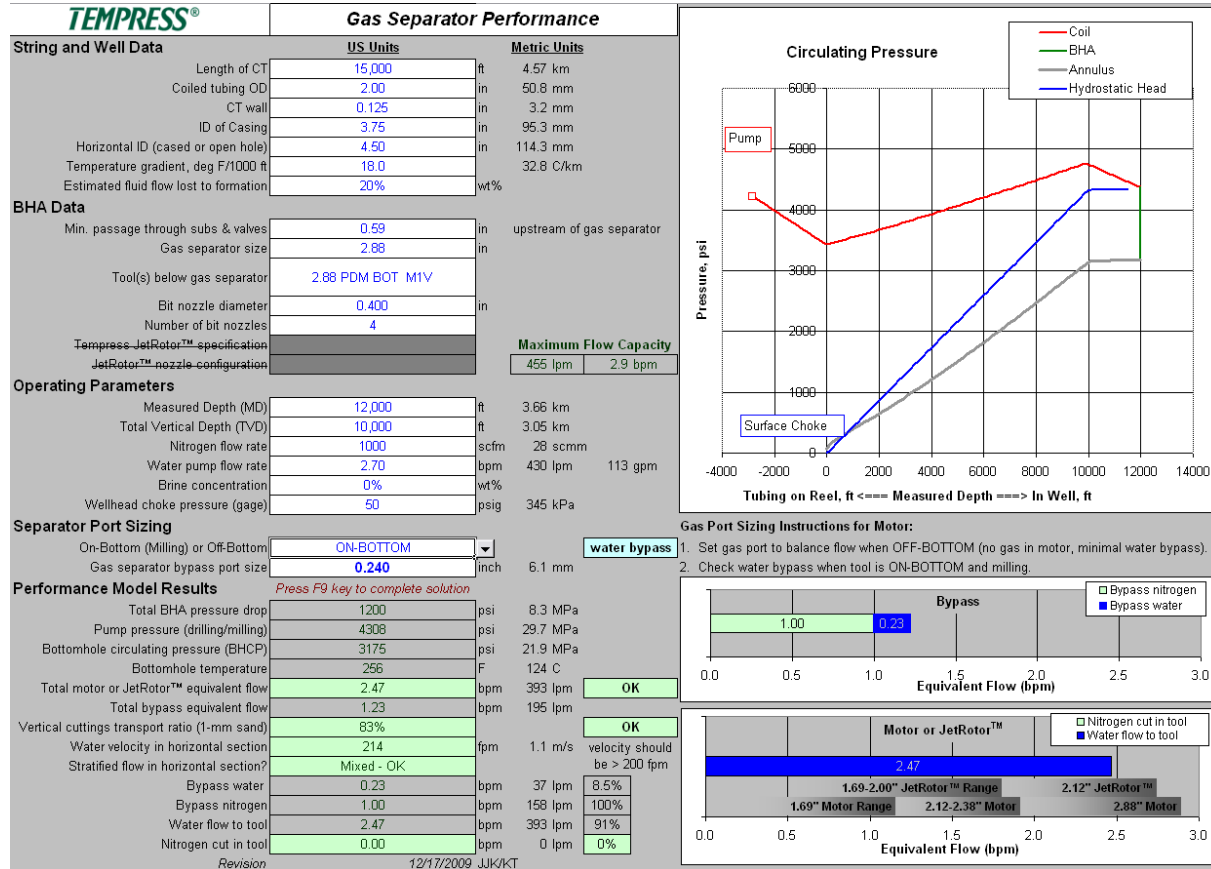 TEMPRESS®
Gas Separator Performance
String and Well Data US Units Metric Units
Length of CT 15,000 ft 4.57 km
Coiled tubing OD 2.00 in 50.8 mm
CT wall 0.125 in 3.2 mm
ID of Casing 3.75 in 95.3 mm
Horizontal ID (cased or open hole) 4.50 in 114.3 mm
Temperature gradient, deg F/1000 ft 18.0 32.8 C/km
Estimated fluid flow lost to formation 20% wt%
BHA Data
Min. passage through subs & valves 0.59 in upstream of gas separator
Gas separator size 2.88 in
Tool(s) below gas separator 2.88 PDM BOT M1V
Bit nozzle diameter 0.400 in
Number of bit nozzles 4
Tempress JetRotor™ specification Maximum Flow Capacity
JetRotor™ nozzle configuration 455 lpm 2.9 bpm
Operating Parameters
Measured Depth (MD) 12,000 ft 3.66 km
Total Vertical Depth (TVD) 10,000 ft 3.05 km
Nitrogen flow rate 1000 scfm 28 scmm
Water pump flow rate 2.70 bpm 430 lpm 113 gpm
Brine concentration 0% wt%
Wellhead choke pressure (gage) 50 psig 345 kPa
Separator Port Sizing
On-Bottom (Milling) or Off-Bottom ON-BOTTOM water bypass
Gas separator bypass port size 0.240 inch 6.1 mm
Performance Model Results Press F9 key to complete solution
Total BHA pressure drop 1200 psi 8.3 MPa
Pump pressure (drilling/milling) 4308 psi 29.7 MPa
Bottomhole circulating pressure (BHCP) 3175 psi 21.9 MPa
Bottomhole temperature 256 F 124 C
Total motor or JetRotor™ equivalent flow 2.47 bpm 393 lpm OK
Total bypass equivalent flow 1.23 bpm 195 lpm
Vertical cuttings transport ratio (1-mm sand) 83% OK
Water velocity in horizontal section 214 fpm 1.1 m/s velocity should
Stratified flow in horizontal section? Mixed - OK be > 200 fpm
Bypass water 0.23 bpm 37 lpm 8.5%
Bypass nitrogen 1.00 bpm 158 lpm 100%
Water flow to tool 2.47 bpm 393 lpm 91%
Nitrogen cut in tool 0.00 bpm 0 lpm 0%
Revision 12/17/2009 JJK/KT
Circulating Pressure
Coil
BHA
Annulus
Hydrostatic Head
Pressure, psi
6000
5000
4000
3000
2000
1000
0
Pump
Surface Choke
-4000 -2000 0 2000 4000 6000 8000 10000 12000 14000
Tubing on Reel, ft <=== Measured Depth ===> In Well, ft
Gas Port Sizing Instructions for Motor:
1. Set gas port to balance flow when OFF-BOTTOM (no gas in motor, minimal water bypass).
2. Check water bypass when tool is ON-BOTTOM and milling.
Bypass
Bypass nitrogen
Bypass water
1.00 0.23
0.0 0.5 1.0 1.5 2.0 2.5 3.0
Equivalent Flow (bpm)
Motor or JetRotor™
Nitrogen cut in tool
Water flow to tool
2.47
1.69-2.00" JetRotor™ Range 2.12" JetRotor™
1.69" Motor Range 2.12-2.38" Motor 2.88" Motor
0.0 0.5 1.0 1.5 2.0 2.5 3.0
Equivalent Flow (bpm)